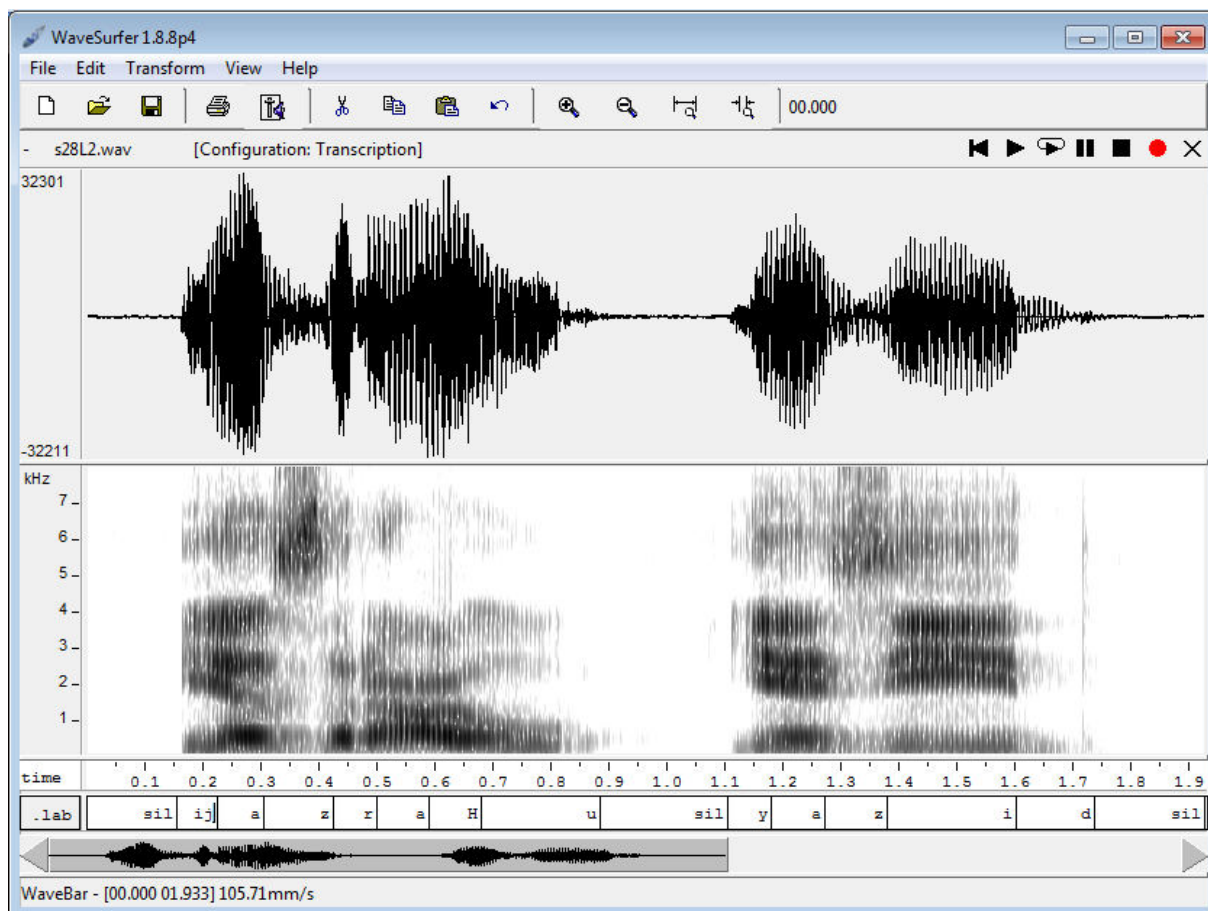 WaveSurfer 1.8.8p4
File Edit Transform View Help
00.000
- s28L2.wav [Configuration: Transcription]
32301
-32211
kHz
7
6
5
4
3
2
1
time 0.1 0.2 0.3 0.4 0.5 0.6 0.7 0.8 0.9 1.0 1.1 1.2 1.3 1.4 1.5 1.6 1.7 1.8 1.9
.lab sil ij a z r a H u sil y a z i d sil
WaveBar - [00.000 01.933] 105.71mm/s